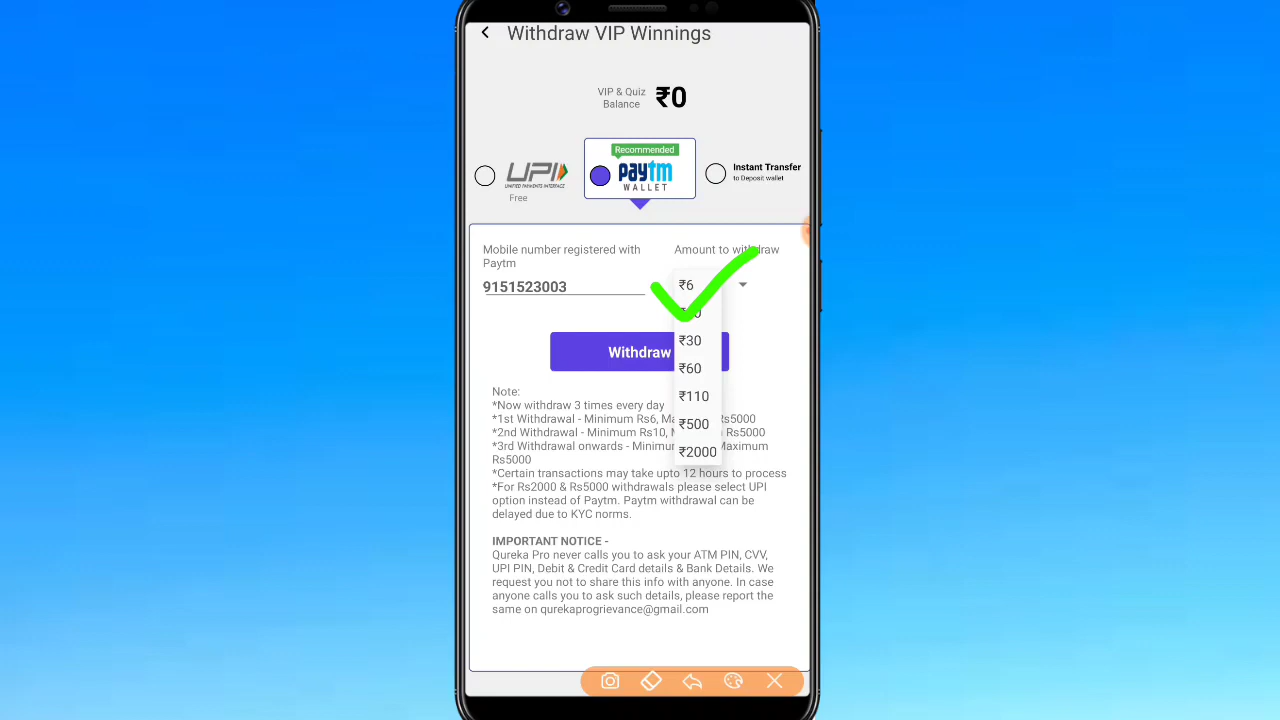 Withdraw VIP Winnings
VIP & Quiz
Balance
₹0
UPI
UNIFIED PAYMENTS INTERFACE
Free
Recommended
paytm
WALLET
Instant Transfer
to Deposit wallet
Mobile number registered with
Paytm
9151523003
Amount to withdraw
₹6
₹30
₹60
₹110
₹500
₹2000
Withdraw
Note:
*Now withdraw 3 times every day
*1st Withdrawal - Minimum Rs6, Rs5000
*2nd Withdrawal - Minimum Rs10, Rs5000
*3rd Withdrawal onwards - Maximum
Rs5000
*Certain transactions may take upto 12 hours to process
*For Rs2000 & Rs5000 withdrawals please select UPI
option instead of Paytm. Paytm withdrawal can be
delayed due to KYC norms.
IMPORTANT NOTICE -
Qureka Pro never calls you to ask your ATM PIN, CVV,
UPI PIN, Debit & Credit Card details & Bank Details. We
request you not to share this info with anyone. In case
anyone calls you to ask such details, please report the
same on qurekaprogrievance@gmail.com